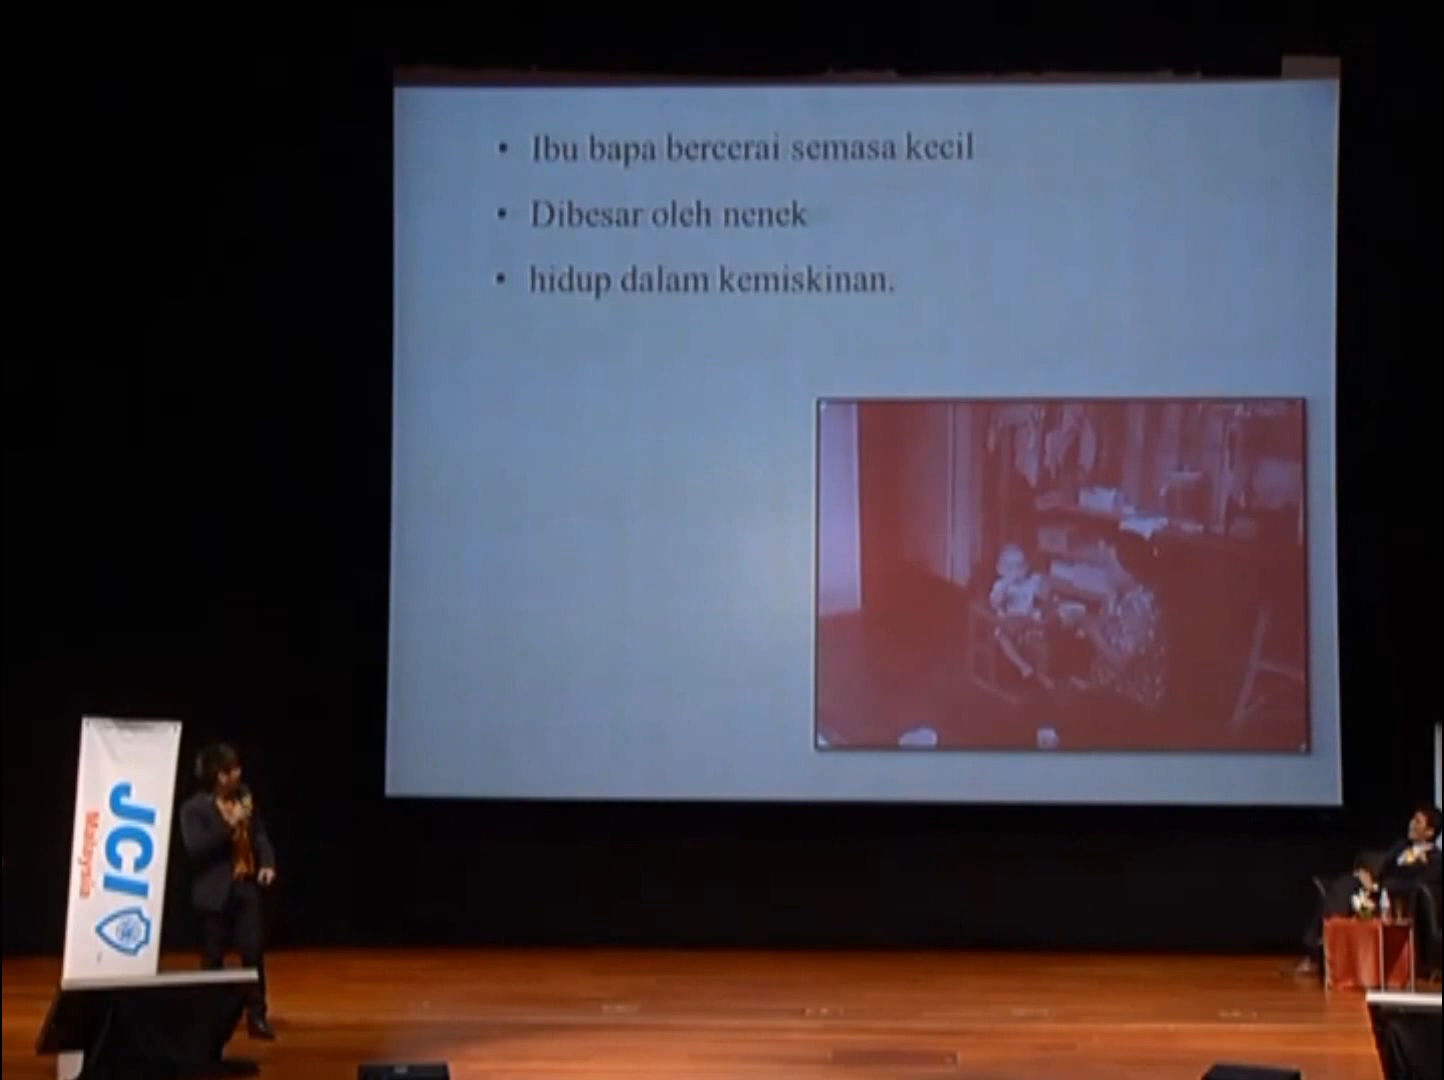 • Ibu bapa bercerai semasa kecil
• Dibesar oleh nenek
• hidup dalam kemiskinan.
JCI
Malaysia